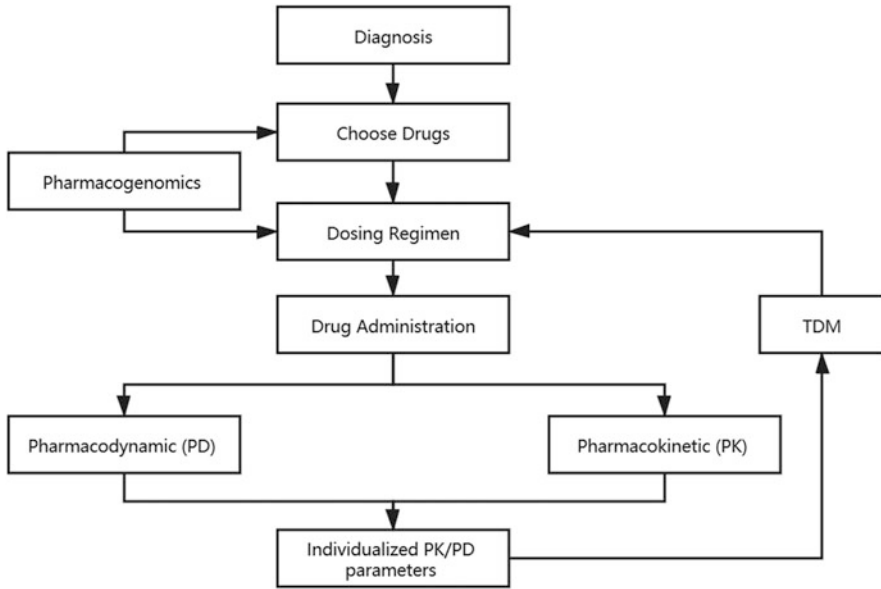 Diagnosis
Choose Drugs
Pharmacogenomics
Dosing Regimen
Drug Administration
TDM
Pharmacodynamic (PD)
Pharmacokinetic (PK)
Individualized PK/PD
parameters